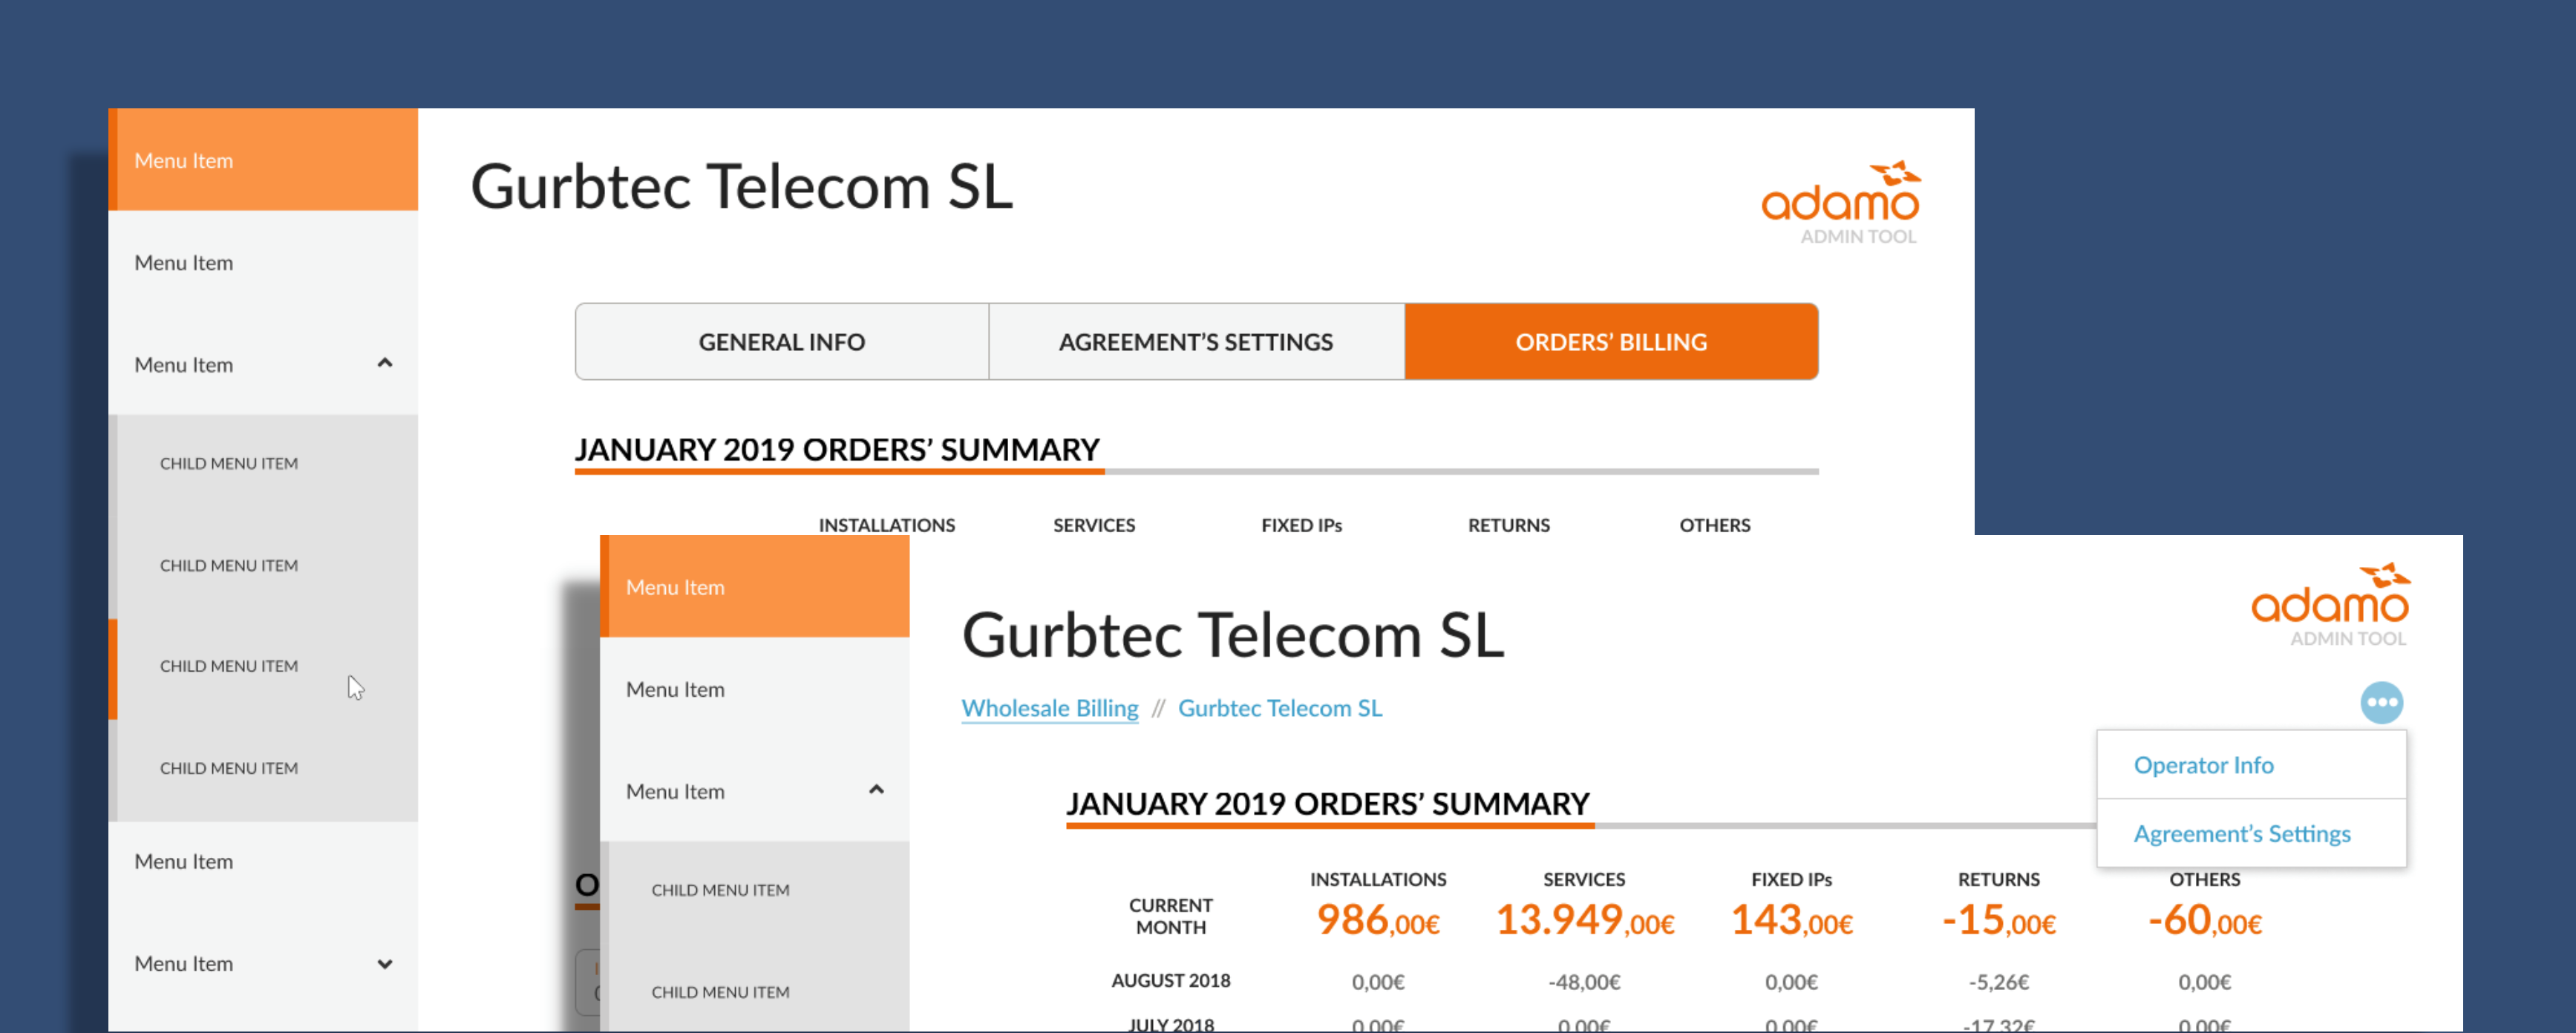 Menu Item
Menu Item
Menu Item
CHILD MENU ITEM
CHILD MENU ITEM
CHILD MENU ITEM
CHILD MENU ITEM
Menu Item
Menu Item
Gurbtec Telecom SL
adamo
ADMIN TOOL
GENERAL INFO
AGREEMENT’S SETTINGS
ORDERS’ BILLING
JANUARY 2019 ORDERS’ SUMMARY
INSTALLATIONS SERVICES FIXED IPs RETURNS OTHERS
O
Menu Item
Menu Item
Menu Item
CHILD MENU ITEM
CHILD MENU ITEM
Gurbtec Telecom SL
adamo
ADMIN TOOL
Wholesale Billing // Gurbtec Telecom SL
Operator Info
Agreement’s Settings
JANUARY 2019 ORDERS’ SUMMARY
INSTALLATIONS SERVICES FIXED IPs RETURNS OTHERS
CURRENT
MONTH
986,00€ 13.949,00€ 143,00€ -15,00€ -60,00€
AUGUST 2018 0,00€ -48,00€ 0,00€ -5,26€ 0,00€
JULY 2018 0,00€ 0,00€ 0,00€ -17,32€ 0,00€